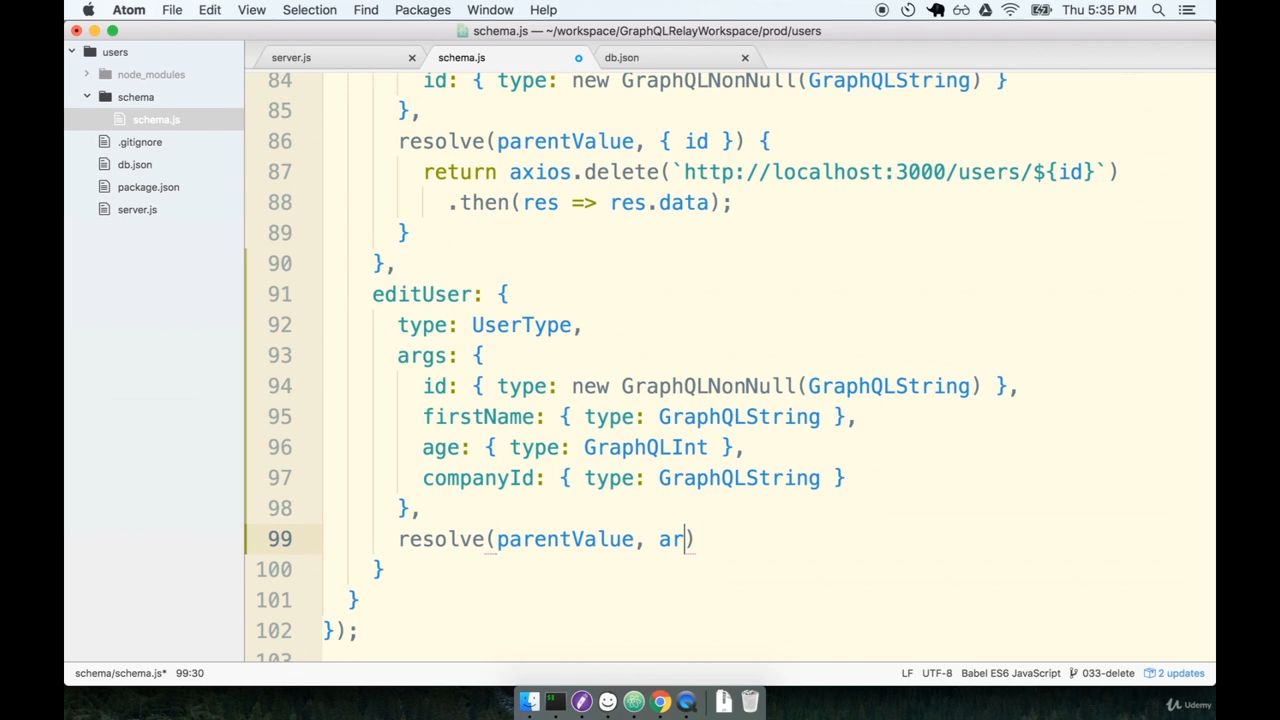 Atom File Edit View Selection Find Packages Window Help Thu 5:35 PM
schema.js — ~/workspace/GraphQLRelayWorkspace/prod/users
users
node_modules
schema
schema.js
.gitignore
db.json
package.json
server.js
server.js schema.js db.json
84 id: { type: new GraphQLNonNull(GraphQLString) }
85 },
86 resolve(parentValue, { id }) {
87 return axios.delete(`http://localhost:3000/users/${id}`)
88 .then(res => res.data);
89 }
90 },
91 editUser: {
92 type: UserType,
93 args: {
94 id: { type: new GraphQLNonNull(GraphQLString) },
95 firstName: { type: GraphQLString },
96 age: { type: GraphQLInt },
97 companyId: { type: GraphQLString }
98 },
99 resolve(parentValue, ar)
100 }
101 }
102 });
103
schema/schema.js* 99:30 LF UTF-8 Babel ES6 JavaScript 033-delete 2 updates
Udemy